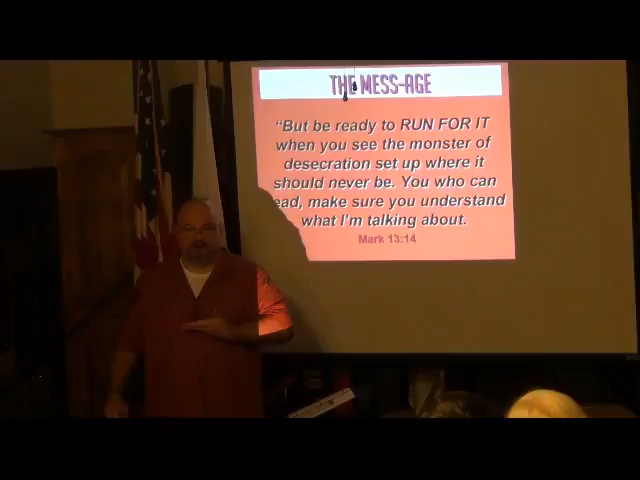 THE MESS-AGE
"But be ready to RUN FOR IT
when you see the monster of
desecration set up where it
should never be. You who can
ead, make sure you understand
what I'm talking about.
Mark 13:14